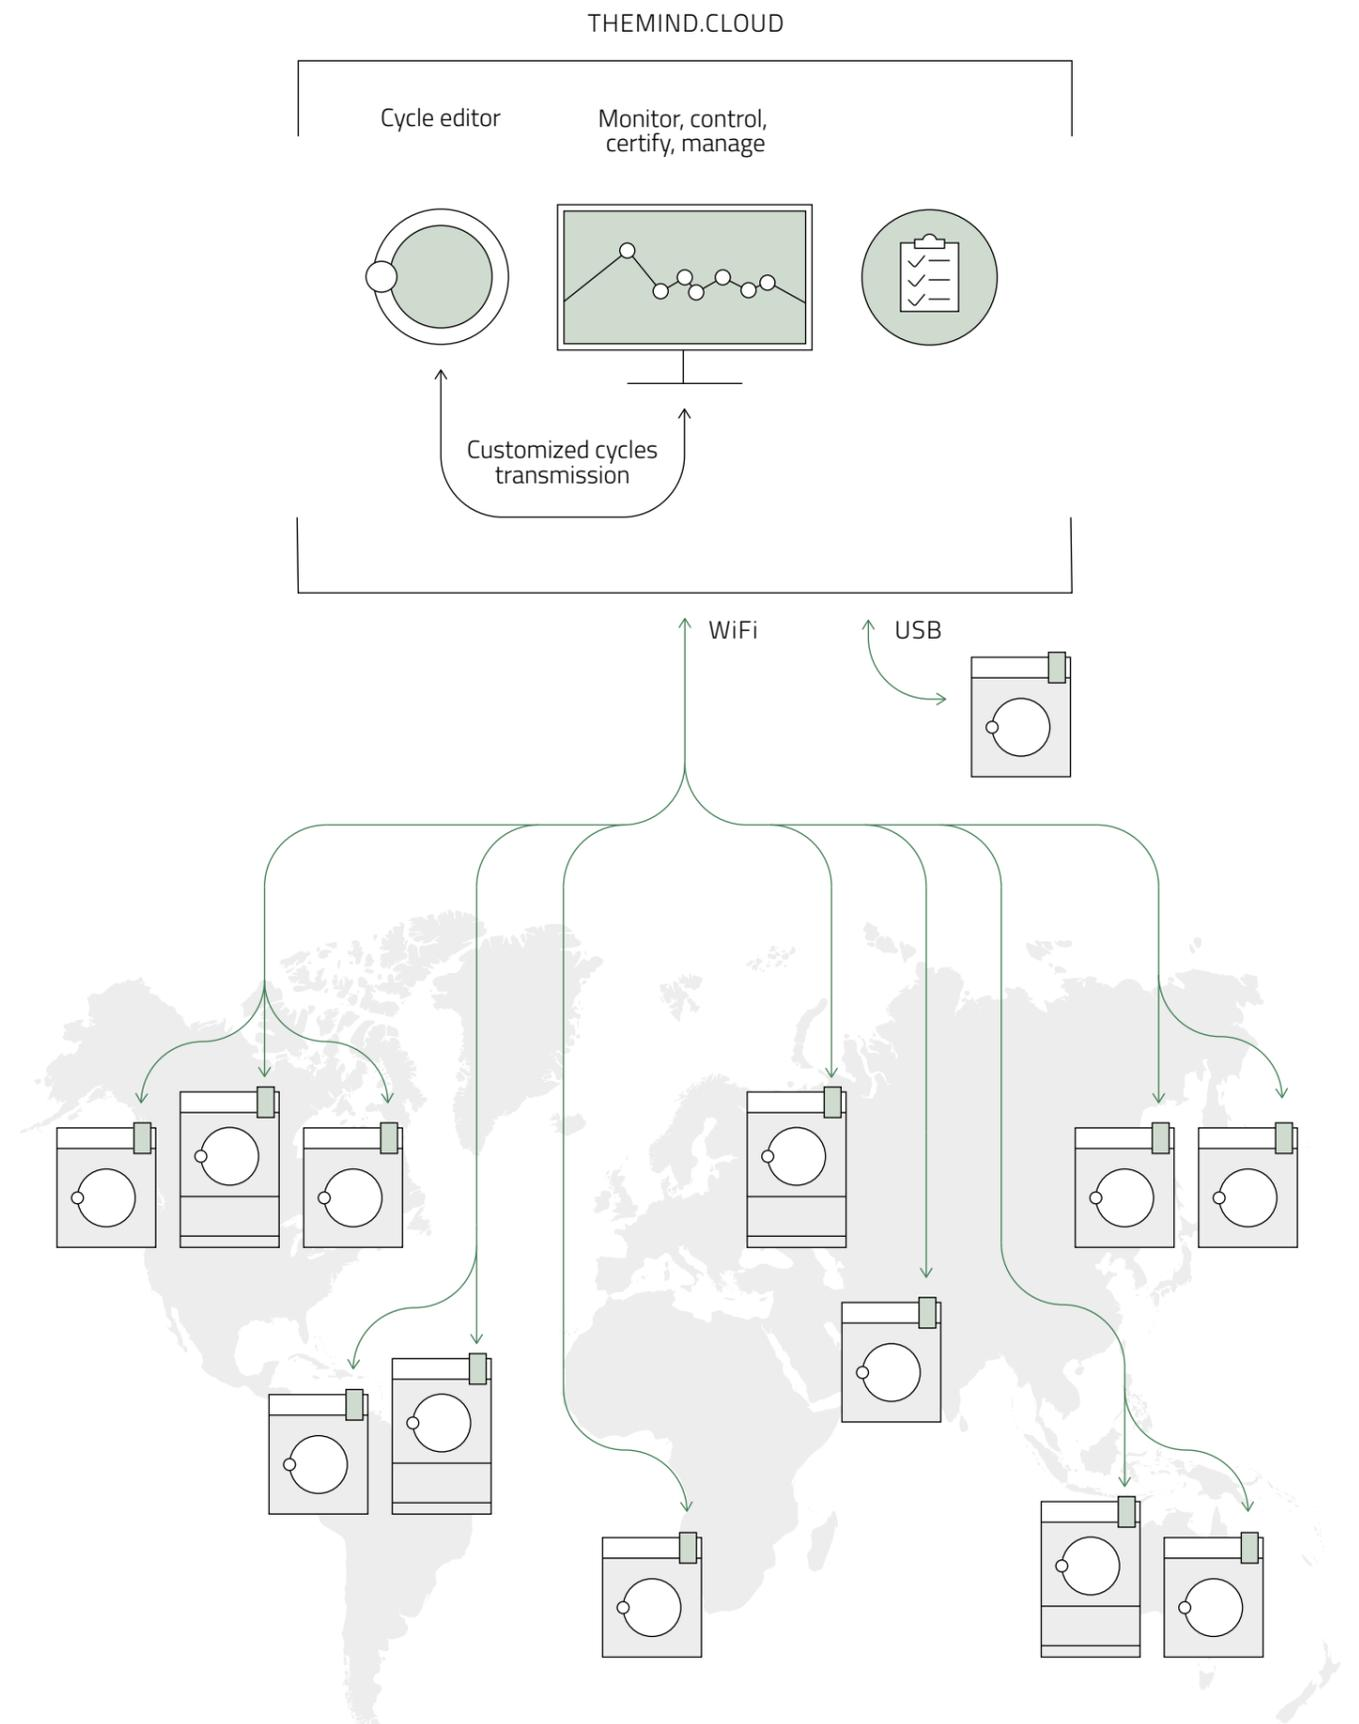 THEMIND.CLOUD
Cycle editor
Monitor, control,
certify, manage
Customized cycles
transmission
WiFi
USB